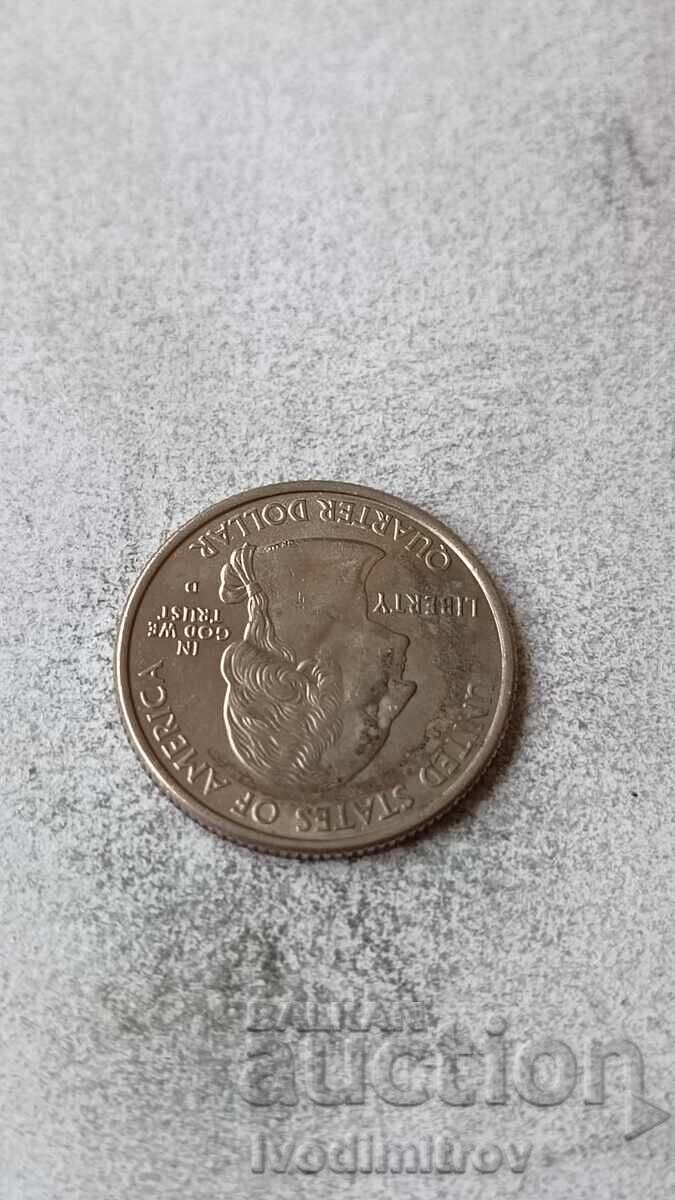 UNITED STATES OF AMERICA
LIBERTY
IN
GOD WE
TRUST
D
QUARTER DOLLAR
BALKAN
auction
Ivodimitrov